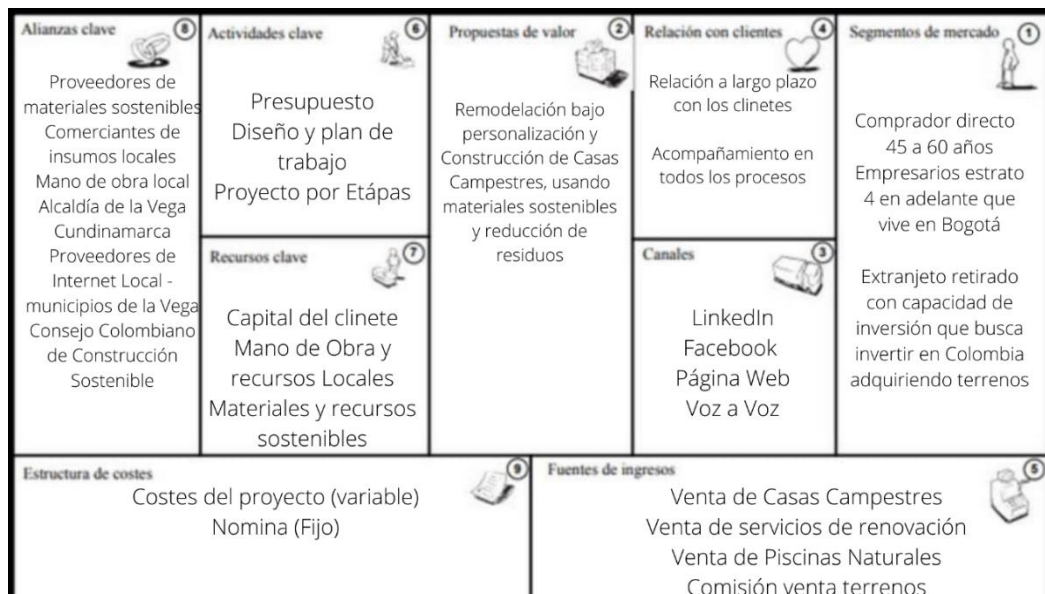 Alianzas clave
8
Proveedores de
materiales sostenibles
Comerciantes de
insumos locales
Mano de obra local
Alcaldía de la Vega
Cundinamarca
Proveedores de
Internet Local -
municipios de la Vega
Consejo Colombiano
de Construcción
Sostenible
Actividades clave
6
Presupuesto
Diseño y plan de
trabajo
Proyecto por Etápas
Recursos clave
7
Capital del clinete
Mano de Obra y
recursos Locales
Materiales y recursos
sostenibles
Propuestas de valor
2
Remodelación bajo
personalización y
Construcción de Casas
Campestres, usando
materiales sostenibles
y reducción de
residuos
Relación con clientes
4
Relación a largo plazo
con los clinetes
Acompañamiento en
todos los procesos
Canales
3
LinkedIn
Facebook
Página Web
Voz a Voz
Segmentos de mercado
1
Comprador directo
45 a 60 años
Empresarios estrato
4 en adelante que
vive en Bogotá
Extranjeto retirado
con capacidad de
inversión que busca
invertir en Colombia
adquiriendo terrenos
Estructura de costes
9
Costes del proyecto (variable)
Nomina (Fijo)
Fuentes de ingresos
5
Venta de Casas Campestres
Venta de servicios de renovación
Venta de Piscinas Naturales
Comisión venta terrenos